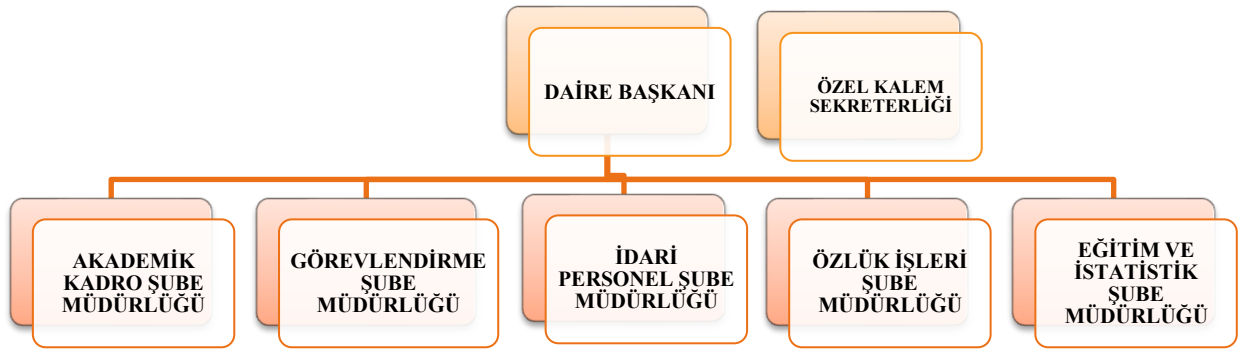 DAİRE BAŞKANI
ÖZEL KALEM
SEKRETERLİĞİ
AKADEMİK
KADRO ŞUBE
MÜDÜRLÜĞÜ
GÖREVLENDİRME
ŞUBE
MÜDÜRLÜĞÜ
İDARİ
PERSONEL ŞUBE
MÜDÜRLÜĞÜ
ÖZLÜK İŞLERİ
ŞUBE
MÜDÜRLÜĞÜ
EĞİTİM VE
İSTATİSTİK
ŞUBE
MÜDÜRLÜĞÜ